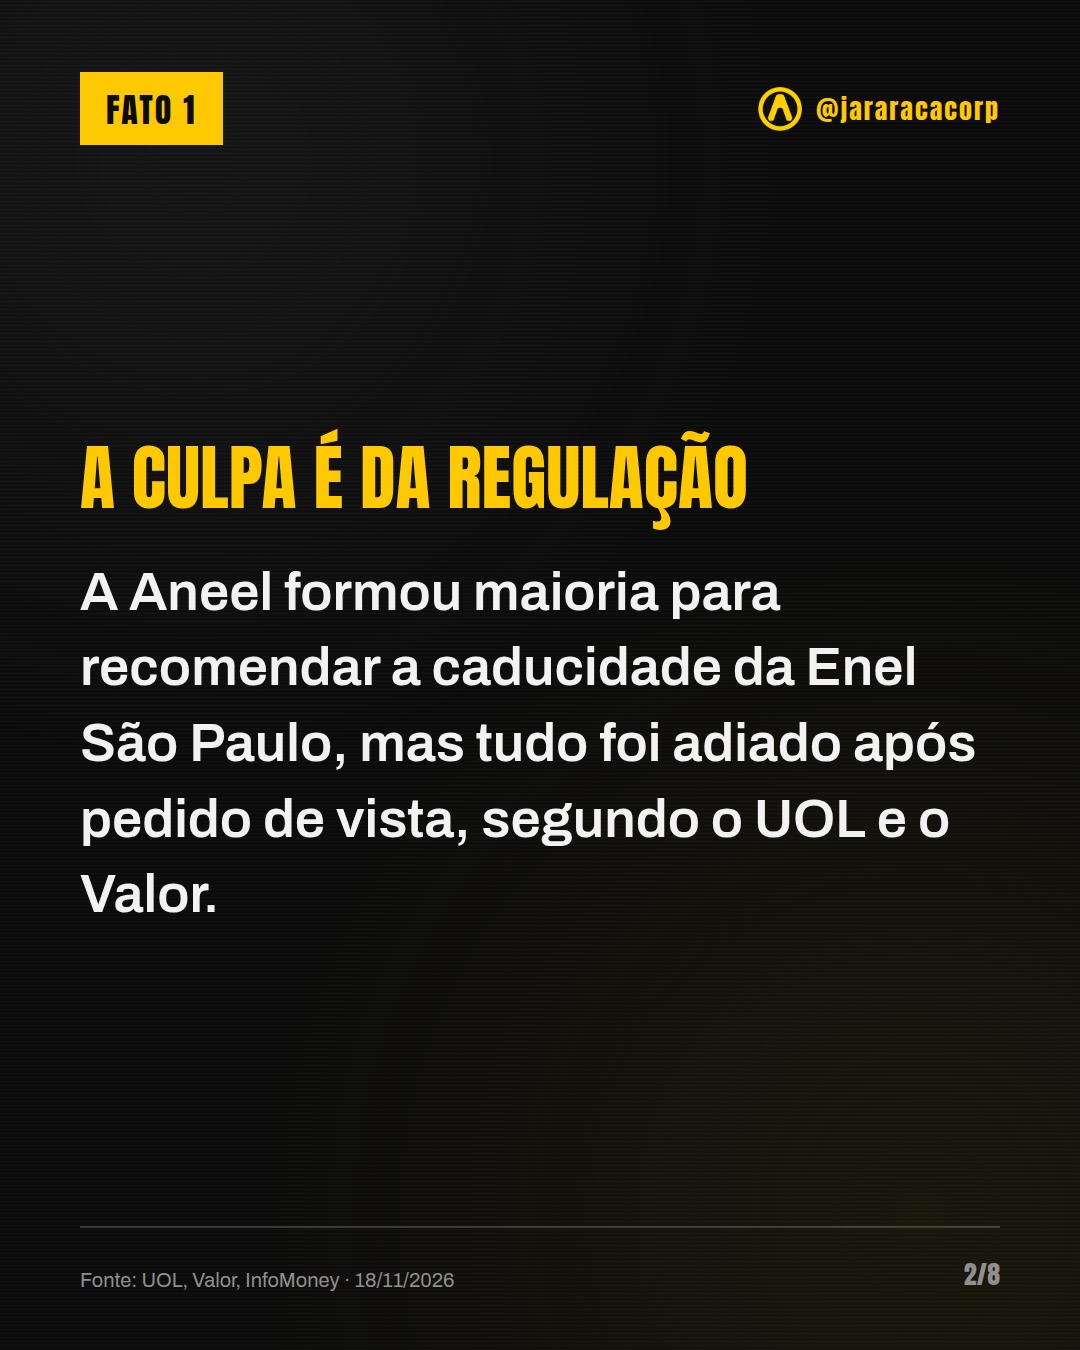 FATO 1
@jararacacorp
A CULPA É DA REGULAÇÃO
A Aneel formou maioria para
recomendar a caducidade da Enel
São Paulo, mas tudo foi adiado após
pedido de vista, segundo o UOL e o
Valor.
Fonte: UOL, Valor, InfoMoney · 18/11/2026
2/8